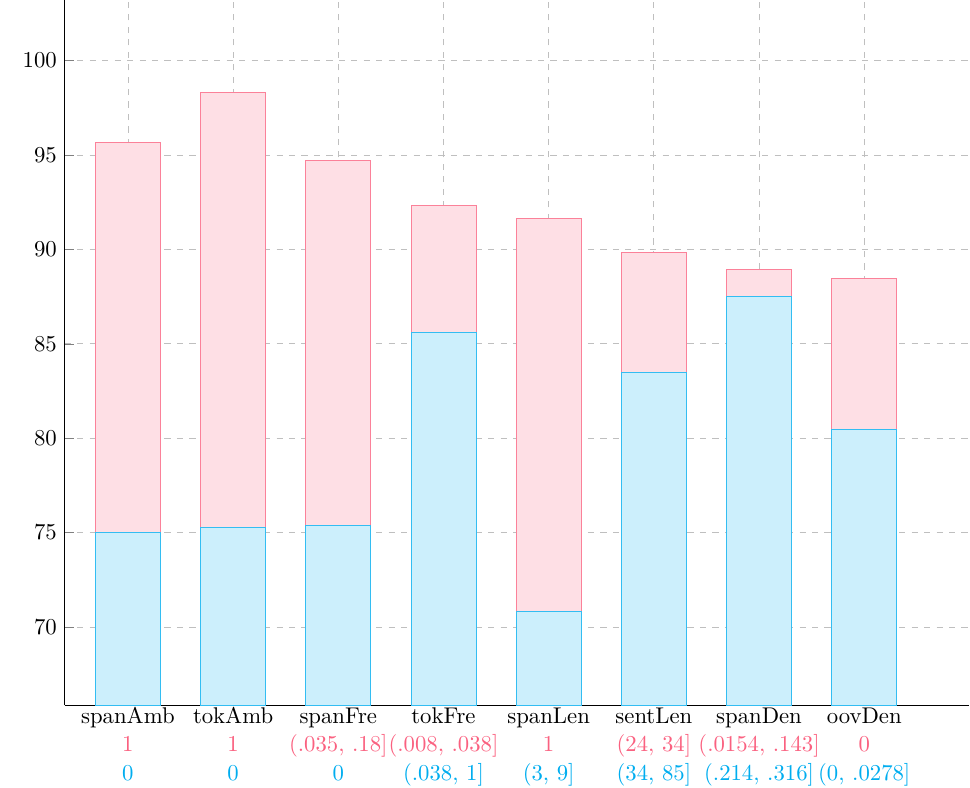 100
95
90
85
80
75
70
spanAmb tokAmb spanFre tokFre spanLen sentLen spanDen oovDen
1 1 (.035, .18] (.008, .038] 1 (24, 34] (.0154, .143] 0
0 0 0 (.038, 1] (3, 9] (34, 85] (.214, .316] (0, .0278]